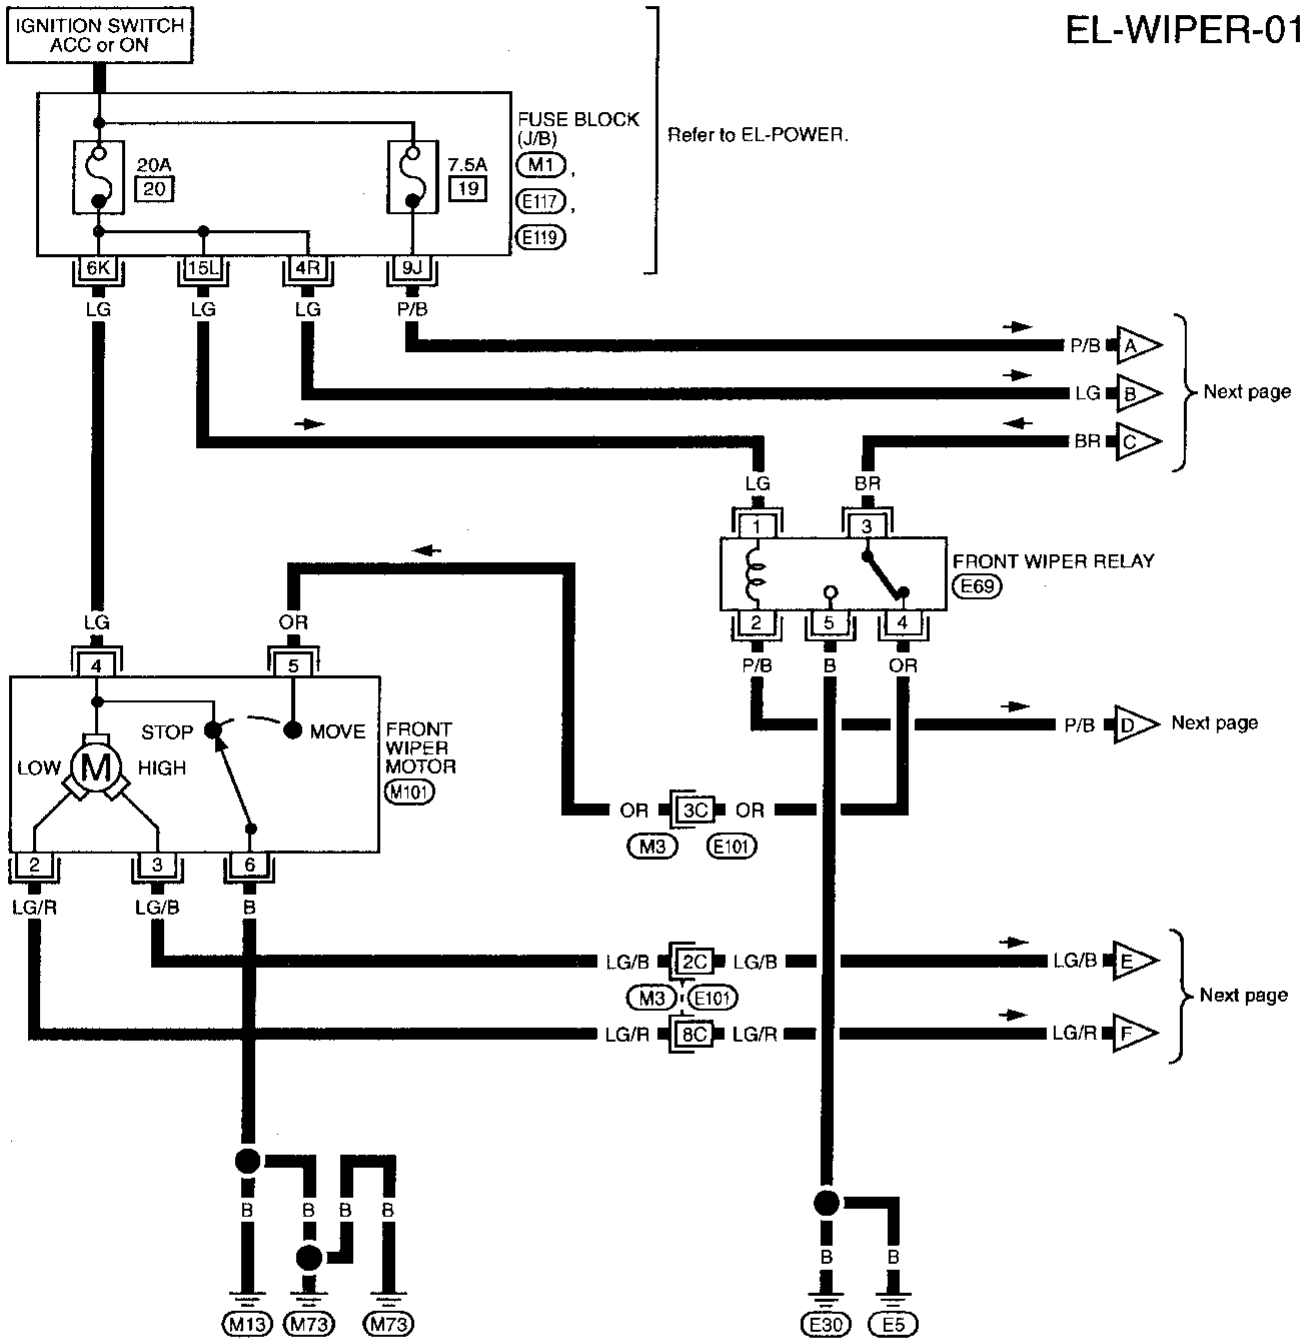 EL-WIPER-01
IGNITION SWITCH
ACC or ON
FUSE BLOCK
(J/B)
M1 ,
E117 ,
E119
Refer to EL-POWER.
20A
20
7.5A
19
6K
15L
4R
9J
LG
LG
LG
P/B
P/B
A
LG
B
BR
C
Next page
LG
BR
1
3
FRONT WIPER RELAY
E69
2
5
4
P/B
B
OR
LG
OR
4
5
STOP
MOVE
LOW
M
HIGH
FRONT
WIPER
MOTOR
M101
P/B
D
Next page
OR
3C
OR
M3
E101
2
3
6
LG/R
LG/B
B
LG/B
2C
LG/B
LG/B
E
M3
E101
Next page
LG/R
8C
LG/R
LG/R
F
B
B
B
B
B
B
M13
M73
M73
E30
E5